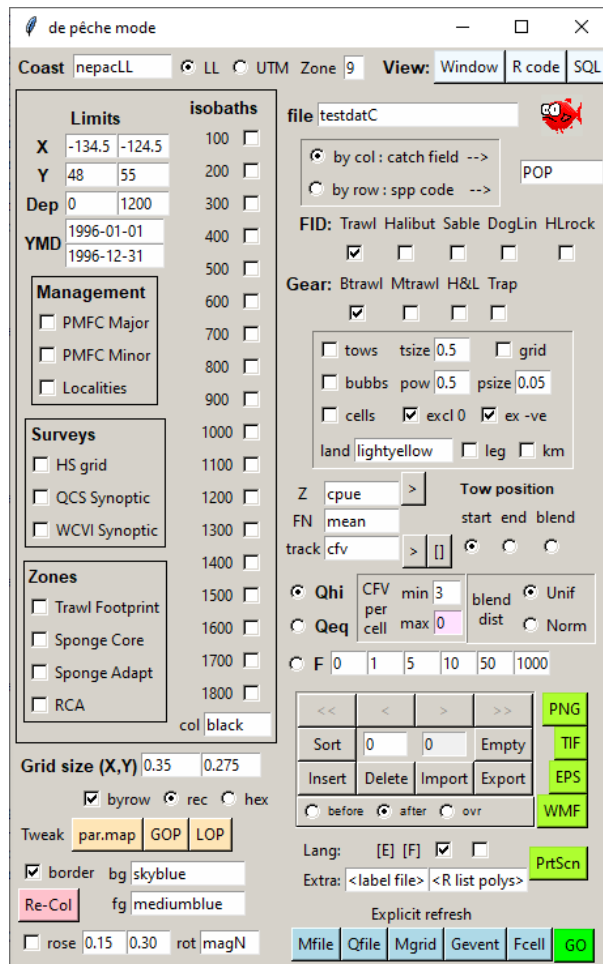 de pêche mode
Coast nepacLL LL UTM Zone 9 View: Window R code SQL
Limits
X -134.5 -124.5
Y 48 55
Dep 0 1200
YMD 1996-01-01
1996-12-31
Management
PMFC Major
PMFC Minor
Localities
Surveys
HS grid
QCS Synoptic
WCVI Synoptic
Zones
Trawl Footprint
Sponge Core
Sponge Adapt
RCA
isobaths
100
200
300
400
500
600
700
800
900
1000
1100
1200
1300
1400
1500
1600
1700
1800
col black
Grid size (X,Y) 0.35 0.275
byrow rec hex
Tweak par.map GOP LOP
border bg skyblue
Re-Col fg mediumblue
rose 0.15 0.30 rot magN
file testdatC
by col : catch field -->
by row : spp code -->
POP
FID: Trawl Halibut Sable DogLin HLrock
Gear: Btrawl Mtrawl H&L Trap
tows tsize 0.5 grid
bubbs pow 0.5 psize 0.05
cells excl 0 ex -ve
land lightyellow leg km
Z cpue >
FN mean
track cfv > []
Tow position
start end blend
Qhi
Qeq
CFV per cell
min 3
max 0
blend dist
Unif
Norm
F 0 1 5 10 50 1000
<< < > >>
Sort 0 0 Empty
Insert Delete Import Export
before after ovr
PNG
TIF
EPS
WMF
Lang: [E] [F]
Extra: <label file> <R list polys>
PrtScn
Explicit refresh
Mfile Qfile Mgrid Gevent Fcell GO